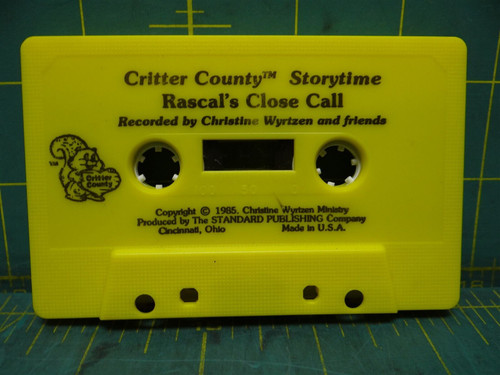 Critter County™ Storytime
Rascal's Close Call
Recorded by Christine Wyrtzen and friends
SM
Critter
County
Copyright © 1985, Christine Wyrtzen Ministry
Produced by The STANDARD PUBLISHING Company
Cincinnati, Ohio Made in U.S.A.